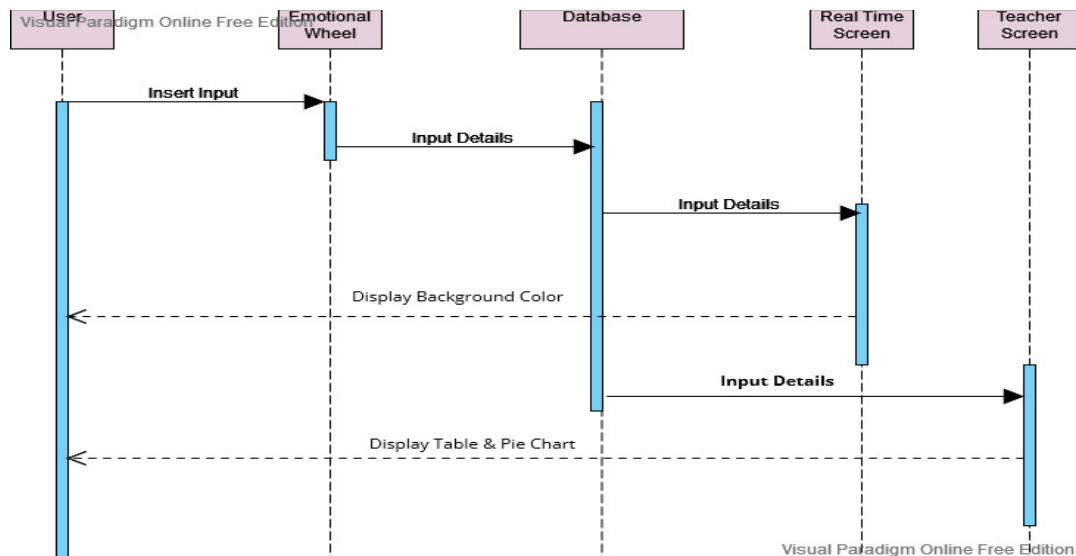 Visual Paradigm Online Free Edition
User
Emotional
Wheel
Database
Real Time
Screen
Teacher
Screen
Insert Input
Input Details
Input Details
Display Background Color
Input Details
Display Table & Pie Chart
Visual Paradigm Online Free Edition